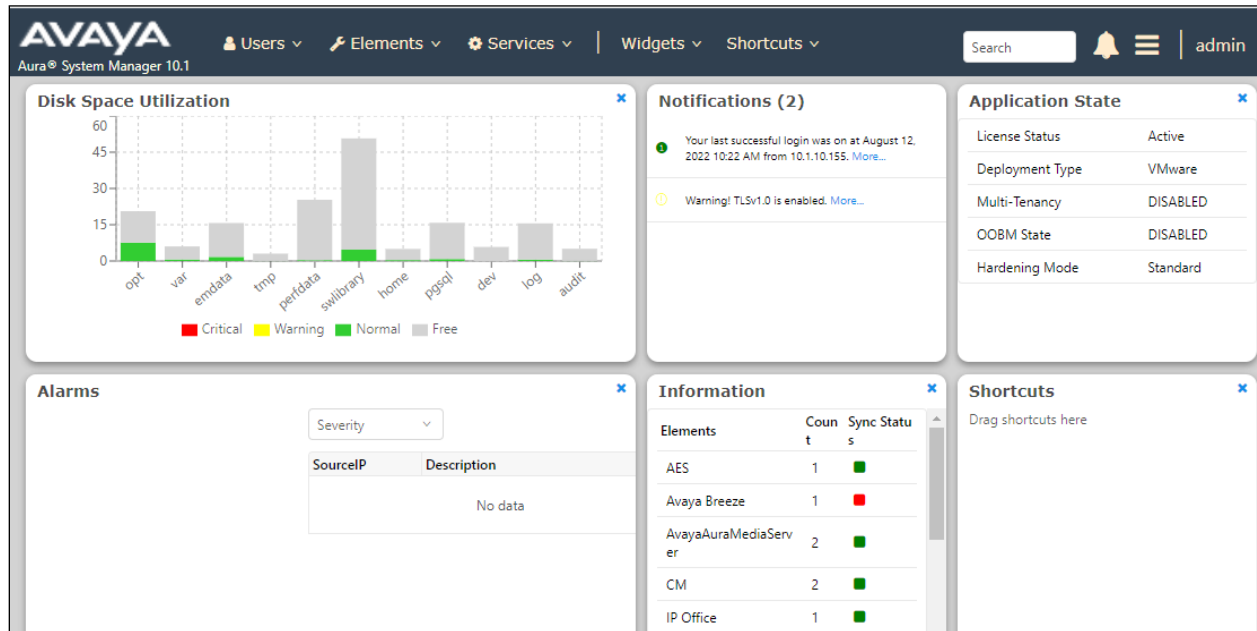 AVAYA
Aura® System Manager 10.1
Users
Elements
Services
|
Widgets
Shortcuts
Search
admin
Disk Space Utilization
60
45
30
15
0
opt
var
emdata
tmp
perfdata
swlibrary
home
pgsql
dev
log
audit
Critical
Warning
Normal
Free
Notifications (2)
Your last successful login was on at August 12,
2022 10:22 AM from 10.1.10.155. More...
Warning! TLSv1.0 is enabled. More...
Application State
License Status Active
Deployment Type VMware
Multi-Tenancy DISABLED
OOBM State DISABLED
Hardening Mode Standard
Alarms
Severity
SourceIP Description
No data
Information
Elements Coun Sync Statu
t s
AES 1
Avaya Breeze 1
AvayaAuraMediaServ
er 2
CM 2
IP Office 1
Shortcuts
Drag shortcuts here